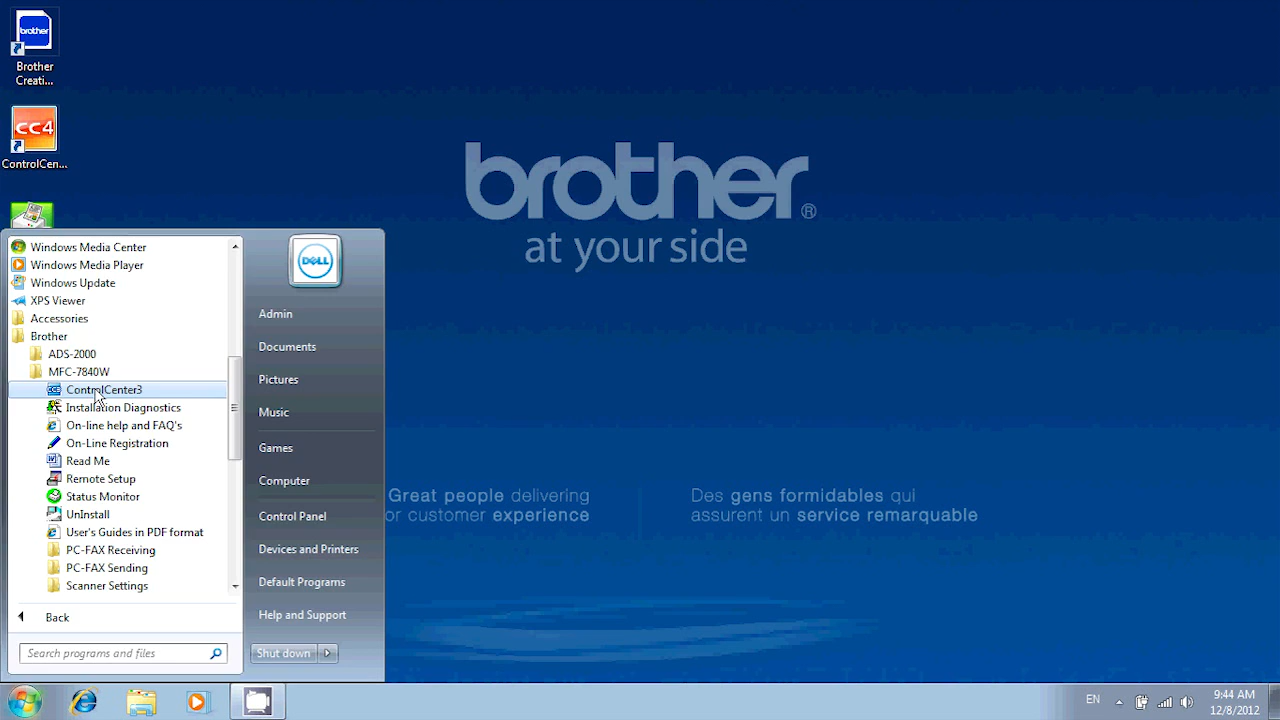 brother
Brother
Creati...
CC4
ControlCen...
brother®
at your side
Windows Media Center
Windows Media Player
Windows Update
XPS Viewer
Accessories
Brother
ADS-2000
MFC-7840W
ControlCenter3
Installation Diagnostics
On-line help and FAQ's
On-Line Registration
Read Me
Remote Setup
Status Monitor
UnInstall
User's Guides in PDF format
PC-FAX Receiving
PC-FAX Sending
Scanner Settings
Back
Search programs and files
DELL
Admin
Documents
Pictures
Music
Games
Computer
Control Panel
Devices and Printers
Default Programs
Help and Support
Shut down
Great people delivering
or customer experience
Des gens formidables qui
assurent un service remarquable
EN
9:44 AM
12/8/2012